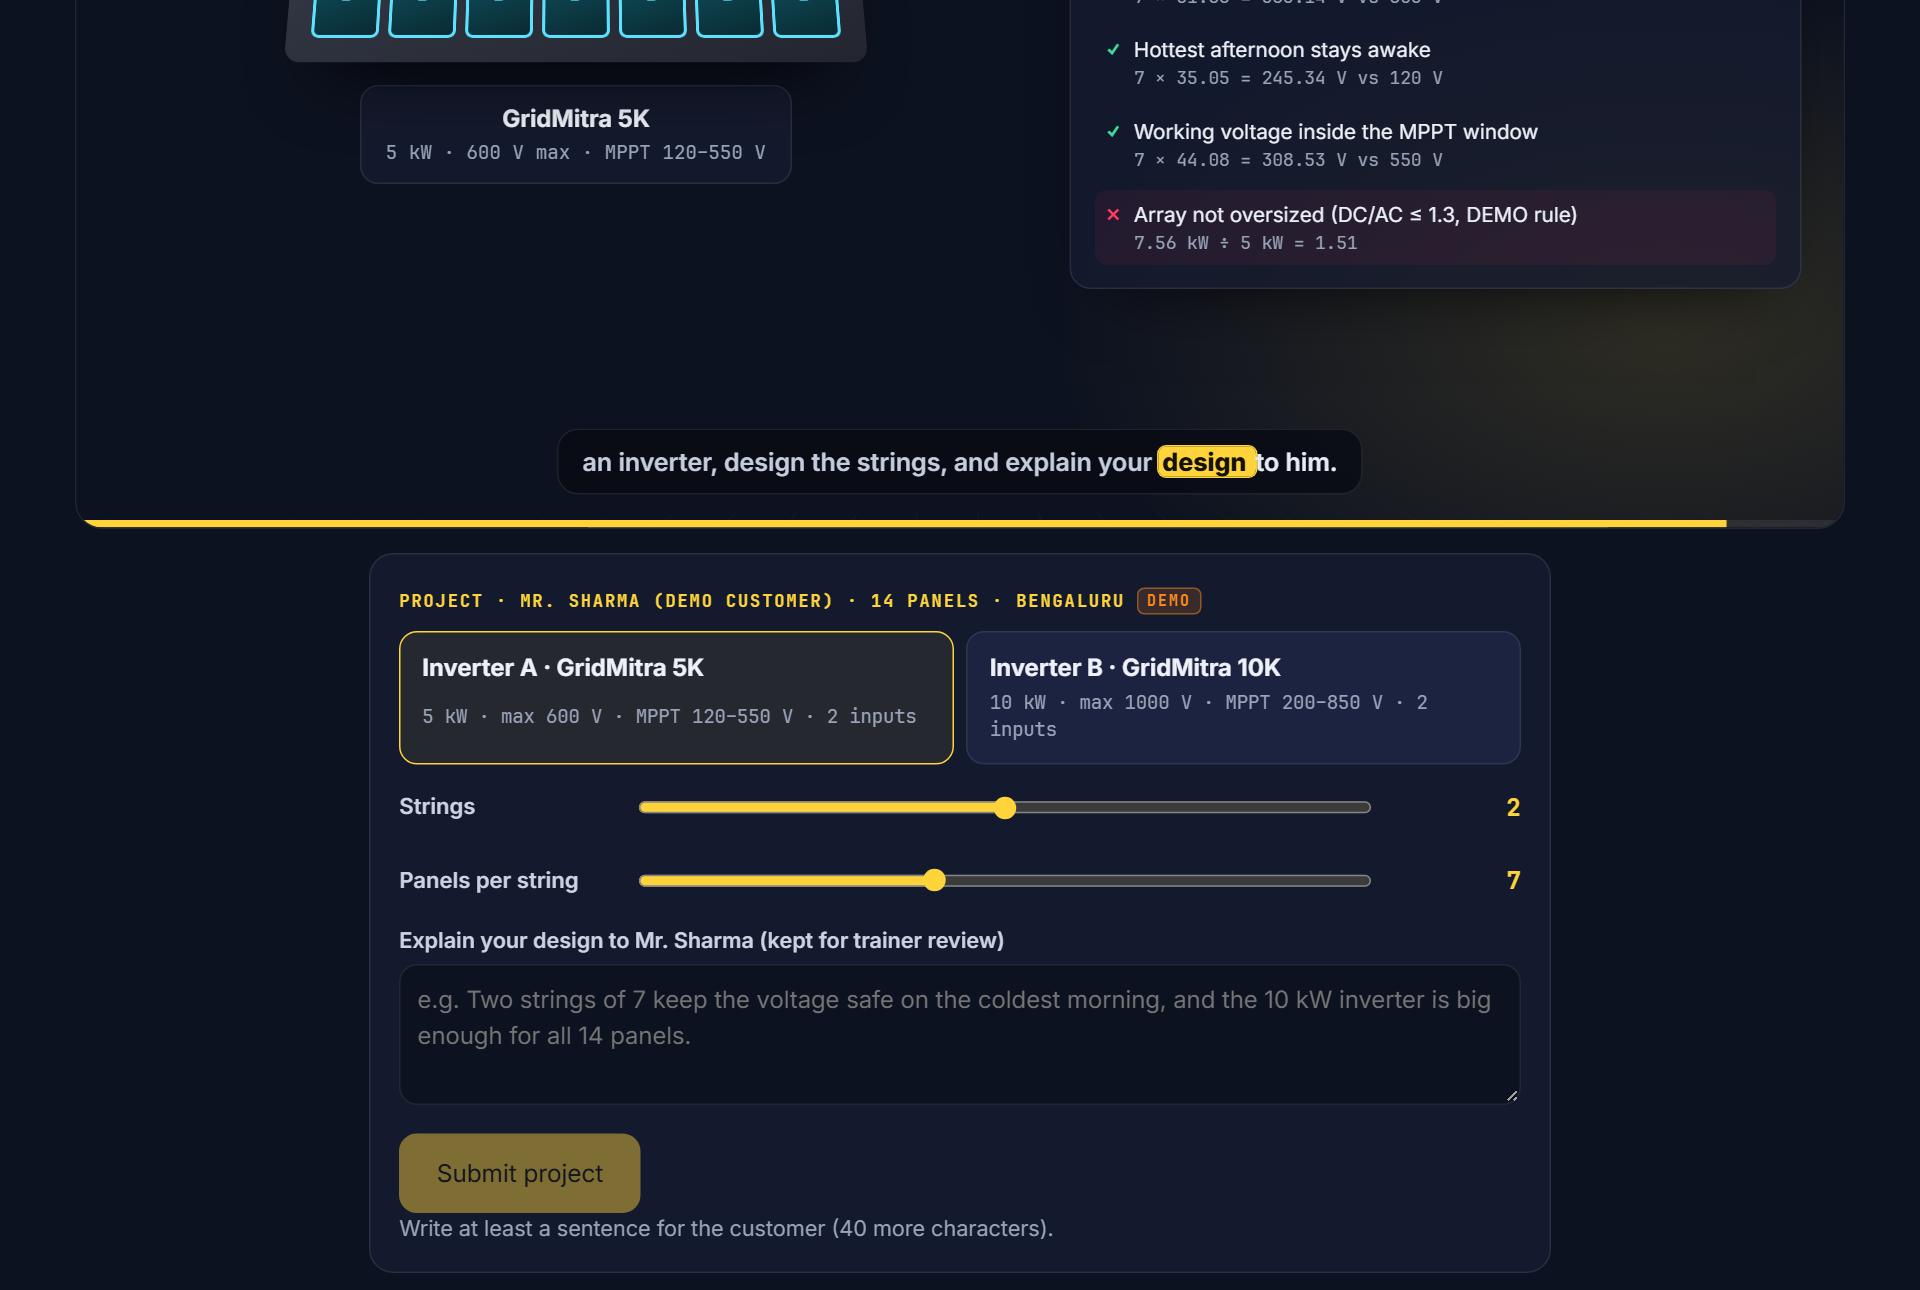 Hottest afternoon stays awake
7 × 35.05 = 245.34 V vs 120 V
Working voltage inside the MPPT window
7 × 44.08 = 308.53 V vs 550 V
Array not oversized (DC/AC ≤ 1.3, DEMO rule)
7.56 kW ÷ 5 kW = 1.51
GridMitra 5K
5 kW · 600 V max · MPPT 120–550 V
an inverter, design the strings, and explain your design to him.
PROJECT · MR. SHARMA (DEMO CUSTOMER) · 14 PANELS · BENGALURU DEMO
Inverter A · GridMitra 5K
5 kW · max 600 V · MPPT 120–550 V · 2 inputs
Inverter B · GridMitra 10K
10 kW · max 1000 V · MPPT 200–850 V · 2
inputs
Strings 2
Panels per string 7
Explain your design to Mr. Sharma (kept for trainer review)
e.g. Two strings of 7 keep the voltage safe on the coldest morning, and the 10 kW inverter is big
enough for all 14 panels.
Submit project
Write at least a sentence for the customer (40 more characters).